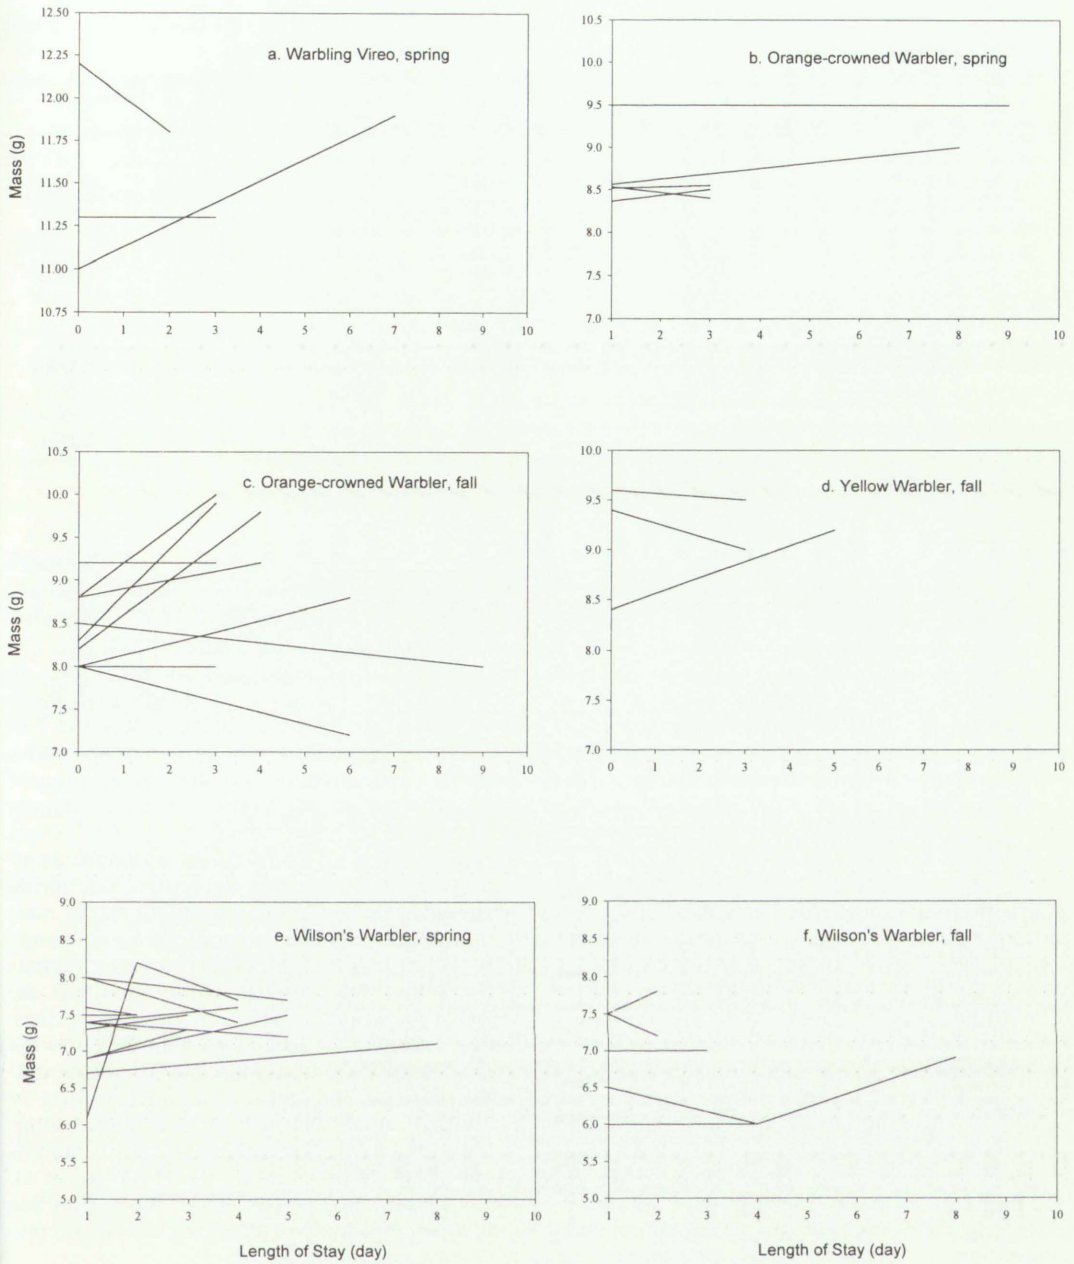 a. Warbling Vireo, spring
Mass (g)
12.50
12.25
12.00
11.75
11.50
11.25
11.00
10.75
0 1 2 3 4 5 6 7 8 9 10
b. Orange-crowned Warbler, spring
10.5
10.0
9.5
9.0
8.5
8.0
7.5
7.0
1 2 3 4 5 6 7 8 9 10
c. Orange-crowned Warbler, fall
Mass (g)
10.5
10.0
9.5
9.0
8.5
8.0
7.5
7.0
0 1 2 3 4 5 6 7 8 9 10
d. Yellow Warbler, fall
10.0
9.5
9.0
8.5
8.0
7.5
7.0
0 1 2 3 4 5 6 7 8 9 10
e. Wilson's Warbler, spring
Mass (g)
9.0
8.5
8.0
7.5
7.0
6.5
6.0
5.5
5.0
1 2 3 4 5 6 7 8 9 10
Length of Stay (day)
f. Wilson's Warbler, fall
9.0
8.5
8.0
7.5
7.0
6.5
6.0
5.5
5.0
1 2 3 4 5 6 7 8 9 10
Length of Stay (day)